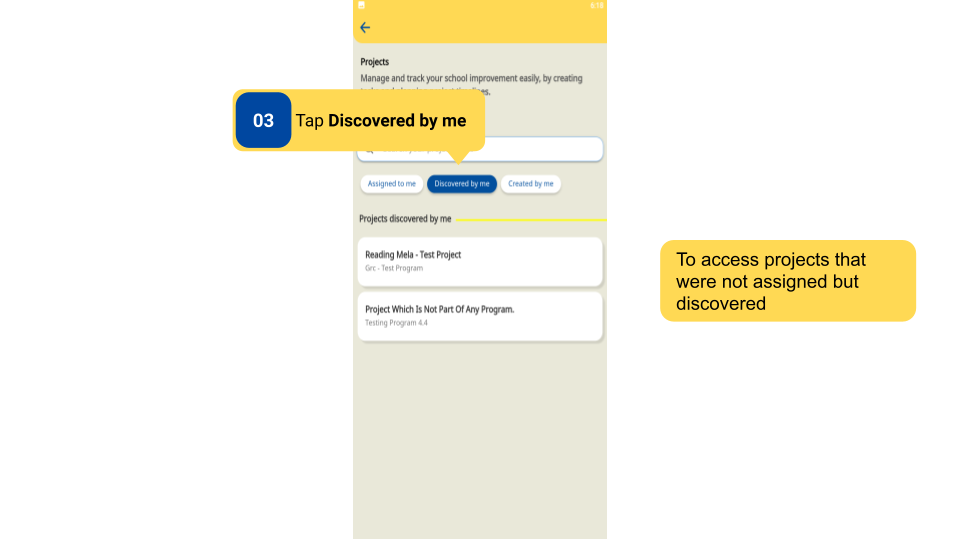 4:18
Projects
Manage and track your school improvement easily, by creating
03 Tap Discovered by me
Assigned to me
Discovered by me
Created by me
Projects discovered by me
Reading Mela - Test Project
Grc - Test Program
Project Which Is Not Part Of Any Program.
Testing Program 4.4
To access projects that
were not assigned but
discovered